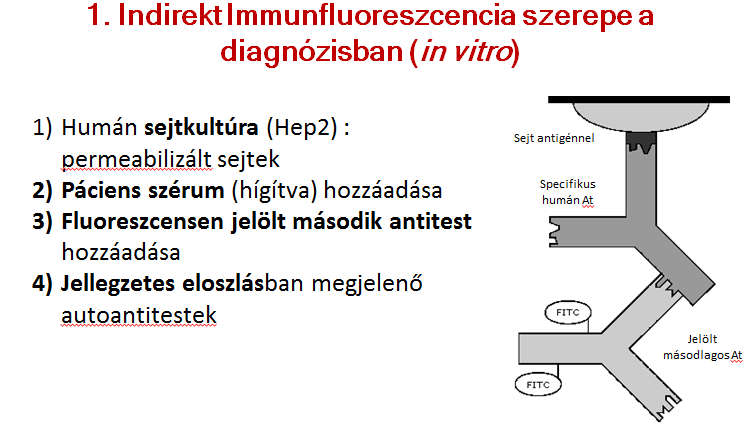 1. Indirekt Immunfluoreszcencia szerepe a
diagnózisban (in vitro)
1) Humán sejtkultúra (Hep2) :
permeabilizált sejtek
2) Páciens szérum (hígítva) hozzáadása
3) Fluoreszcensen jelölt második antitest
hozzáadása
4) Jellegzetes eloszlásban megjelenő
autoantitestek
Sejt antigénnel
Specifikus
humán At
FITC
FITC
Jelölt
másodlagos At